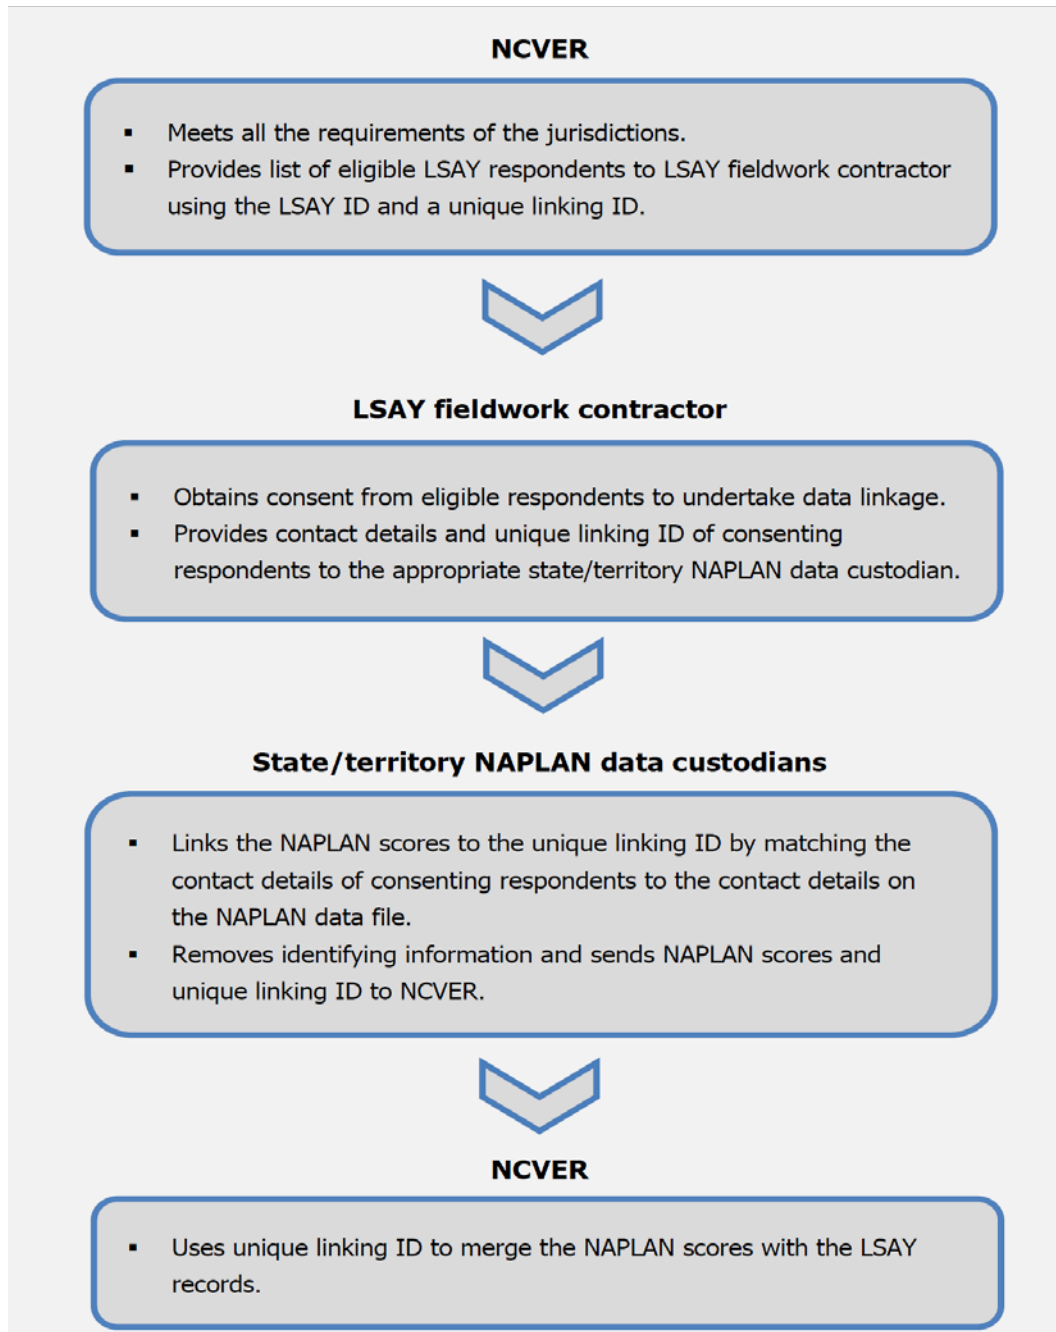 NCVER
▪ Meets all the requirements of the jurisdictions.
▪ Provides list of eligible LSAY respondents to LSAY fieldwork contractor
using the LSAY ID and a unique linking ID.
LSAY fieldwork contractor
▪ Obtains consent from eligible respondents to undertake data linkage.
▪ Provides contact details and unique linking ID of consenting
respondents to the appropriate state/territory NAPLAN data custodian.
State/territory NAPLAN data custodians
▪ Links the NAPLAN scores to the unique linking ID by matching the
contact details of consenting respondents to the contact details on
the NAPLAN data file.
▪ Removes identifying information and sends NAPLAN scores and
unique linking ID to NCVER.
NCVER
▪ Uses unique linking ID to merge the NAPLAN scores with the LSAY
records.